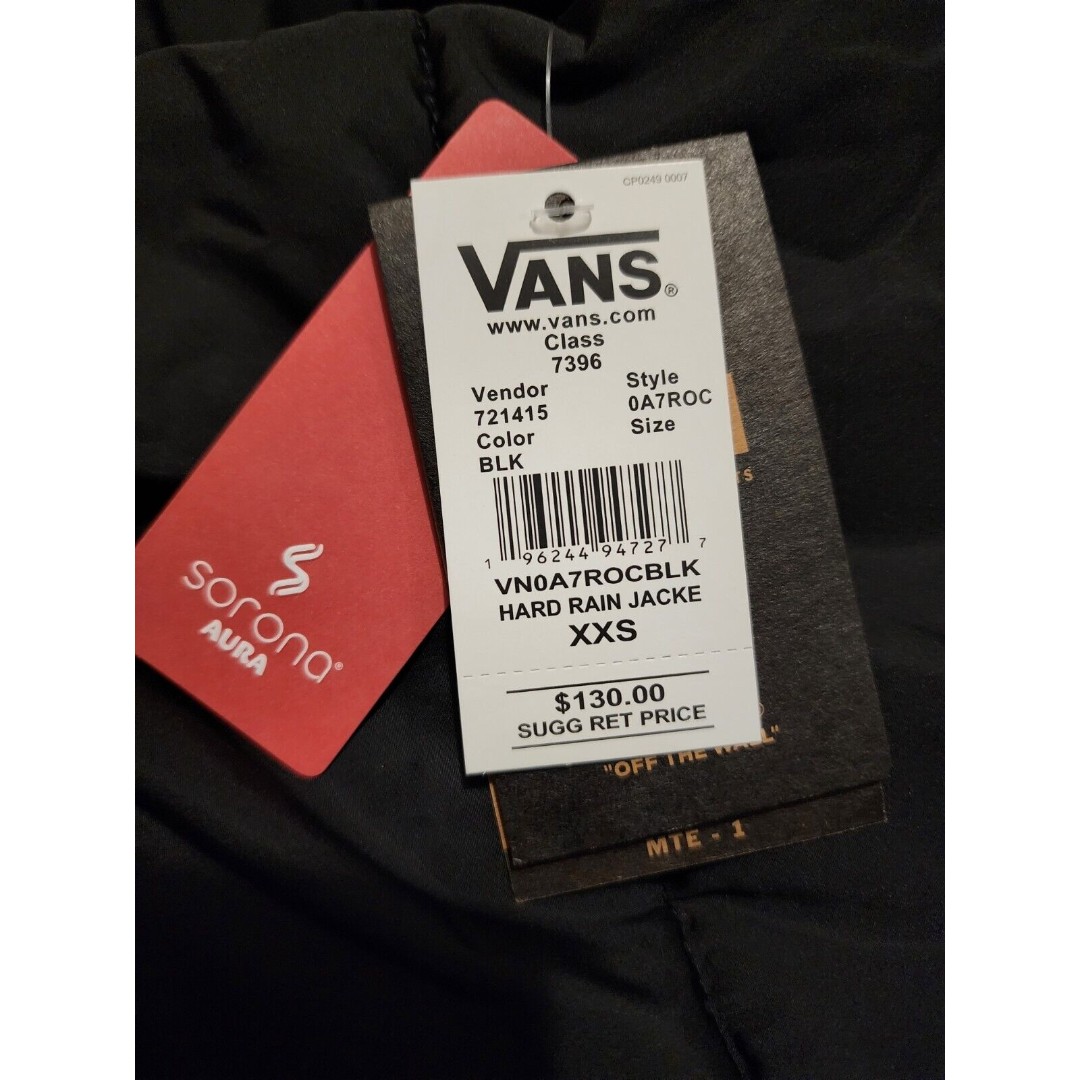 CP0249 0007
VANS®
www.vans.com
Class
7396
Vendor Style
721415 0A7ROC
Color Size
BLK
1 96244 94727 7
VN0A7ROCBLK
HARD RAIN JACKE
XXS
$130.00
SUGG RET PRICE
sorona®
AURA
"OFF THE WALL"
MTE - 1